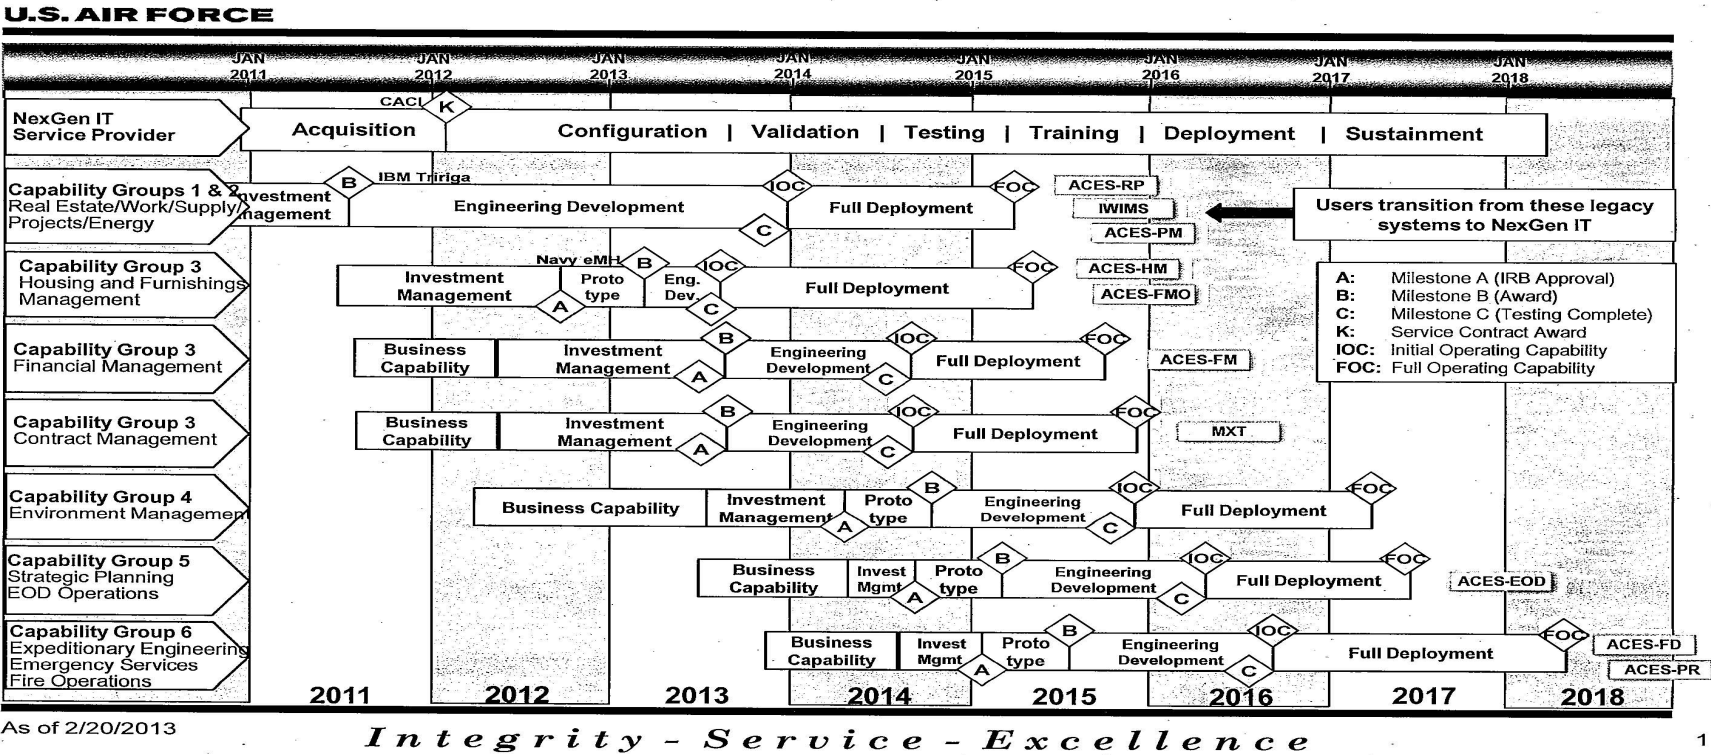 U.S. AIR FORCE
JAN 2011 JAN 2012 JAN 2013 JAN 2014 JAN 2015 JAN 2016 JAN 2017 JAN 2018
NexGen IT
Service Provider
CACI K
Acquisition Configuration | Validation | Testing | Training | Deployment | Sustainment
Capability Groups 1 & 2
Real Estate/Work/Supply/
Projects/Energy
nvestment
nagement
B IBM Tririga
Engineering Development
C IOC
Full Deployment
FOC
ACES-RP
IWIMS
ACES-PM
Users transition from these legacy
systems to NexGen IT
Capability Group 3
Housing and Furnishings
Management
Investment
Management
A
Proto
type
Navy eMH B
Eng.
Dev.
C IOC
Full Deployment
FOC
ACES-HM
ACES-FMO
A: Milestone A (IRB Approval)
B: Milestone B (Award)
C: Milestone C (Testing Complete)
K: Service Contract Award
IOC: Initial Operating Capability
FOC: Full Operating Capability
Capability Group 3
Financial Management
Business
Capability
Investment
Management
A B
Engineering
Development
C IOC
Full Deployment
FOC
ACES-FM
Capability Group 3
Contract Management
Business
Capability
Investment
Management
A B
Engineering
Development
C IOC
Full Deployment
FOC
MXT
Capability Group 4
Environment Managemen
Business Capability
Investment
Management
A
Proto
type
B
Engineering
Development
C IOC
Full Deployment
FOC
Capability Group 5
Strategic Planning
EOD Operations
Business
Capability
Invest
Mgmt
A
Proto
type
B
Engineering
Development
C IOC
Full Deployment
FOC
ACES-EOD
Capability Group 6
Expeditionary Engineering
Emergency Services
Fire Operations
Business
Capability
Invest
Mgmt
A
Proto
type
B
Engineering
Development
C IOC
Full Deployment
FOC
ACES-FD
ACES-PR
2011 2012 2013 2014 2015 2016 2017 2018
As of 2/20/2013
Integrity - Service - Excellence
1